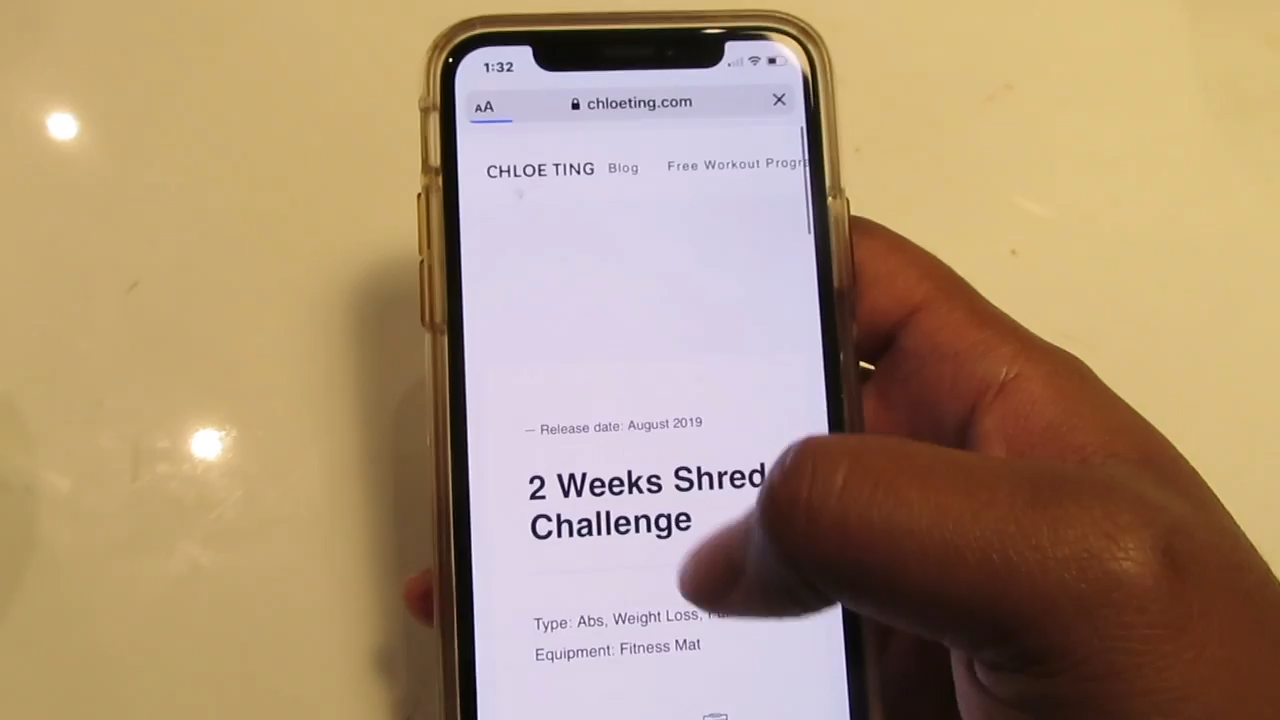 1:32
AA chloeting.com
CHLOE TING Blog Free Workout Progr
— Release date: August 2019
2 Weeks Shred
Challenge
Type: Abs, Weight Loss,
Equipment: Fitness Mat